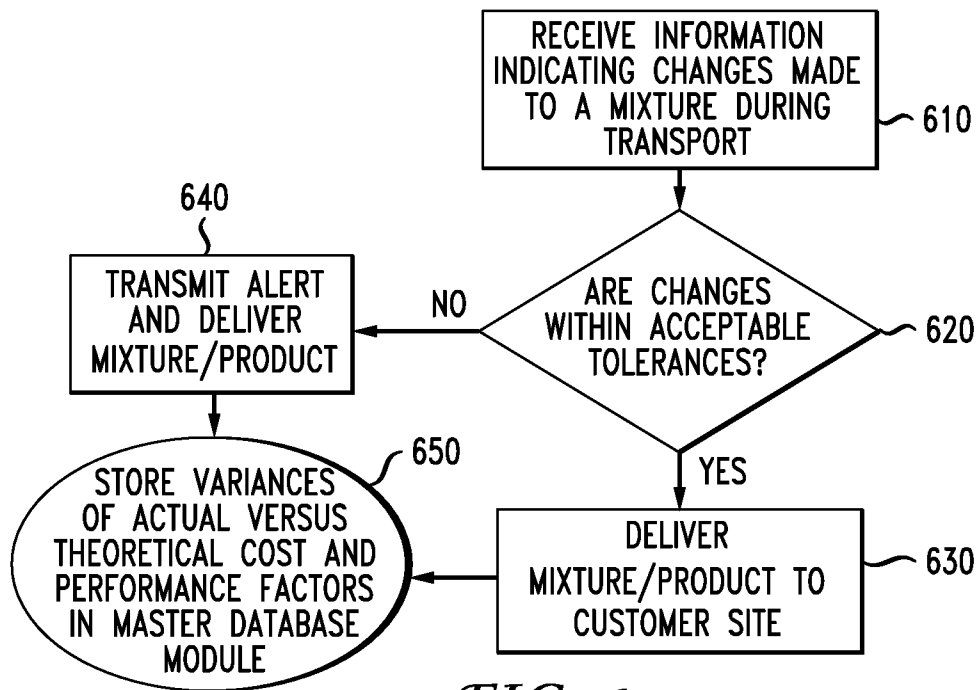 RECEIVE INFORMATION
INDICATING CHANGES MADE
TO A MIXTURE DURING
TRANSPORT
610
640
TRANSMIT ALERT
AND DELIVER
MIXTURE/PRODUCT
NO
ARE CHANGES
WITHIN ACCEPTABLE
TOLERANCES?
620
YES
650
STORE VARIANCES
OF ACTUAL VERSUS
THEORETICAL COST AND
PERFORMANCE FACTORS
IN MASTER DATABASE
MODULE
DELIVER
MIXTURE/PRODUCT TO
CUSTOMER SITE
630